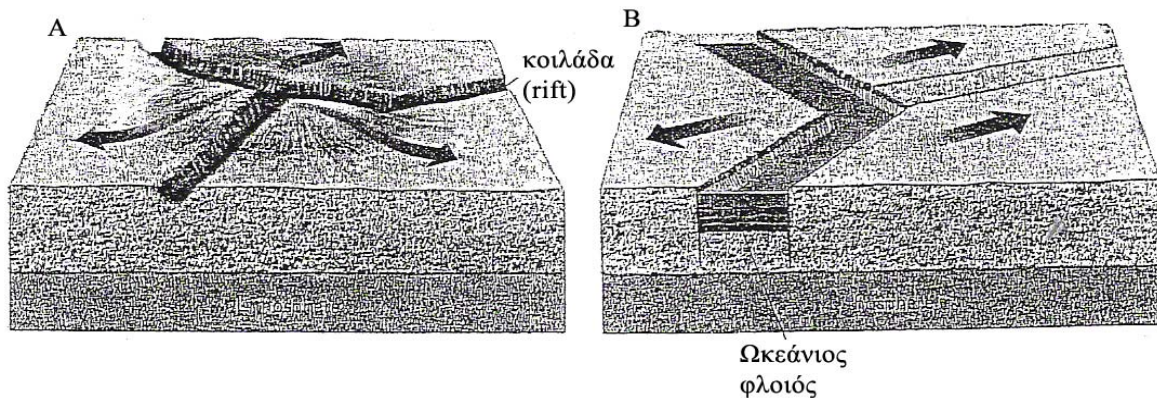 A
B
κοιλάδα
(rift)
Ωκεάνιος
φλοιός